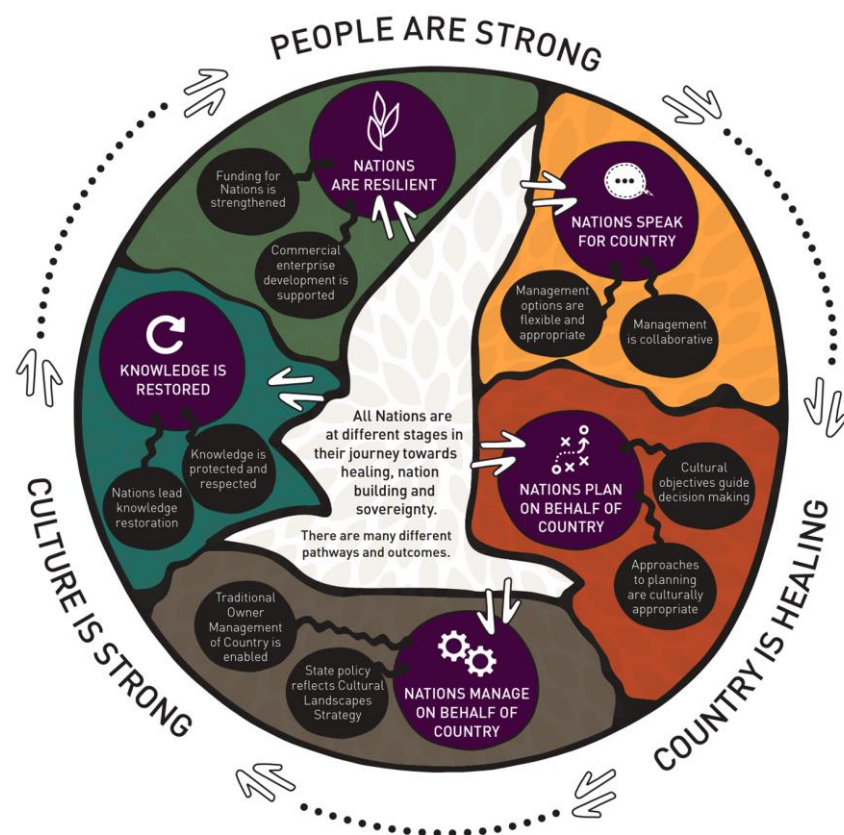 PEOPLE ARE STRONG
NATIONS
ARE RESILIENT
Funding for
Nations is
strengthened
Commercial
enterprise
development is
supported
NATIONS SPEAK
FOR COUNTRY
Management
options are
flexible and
appropriate
Management
is collaborative
KNOWLEDGE IS
RESTORED
Nations lead
knowledge
restoration
Knowledge is
protected and
respected
All Nations are
at different stages in
their journey towards
healing, nation
building and
sovereignty.
There are many different
pathways and outcomes.
NATIONS PLAN
ON BEHALF OF
COUNTRY
Cultural
objectives guide
decision making
Approaches
to planning
are culturally
appropriate
Traditional
Owner
Management
of Country is
enabled
State policy
reflects Cultural
Landscapes
Strategy
NATIONS MANAGE
ON BEHALF OF
COUNTRY
CULTURE IS STRONG
COUNTRY IS HEALING